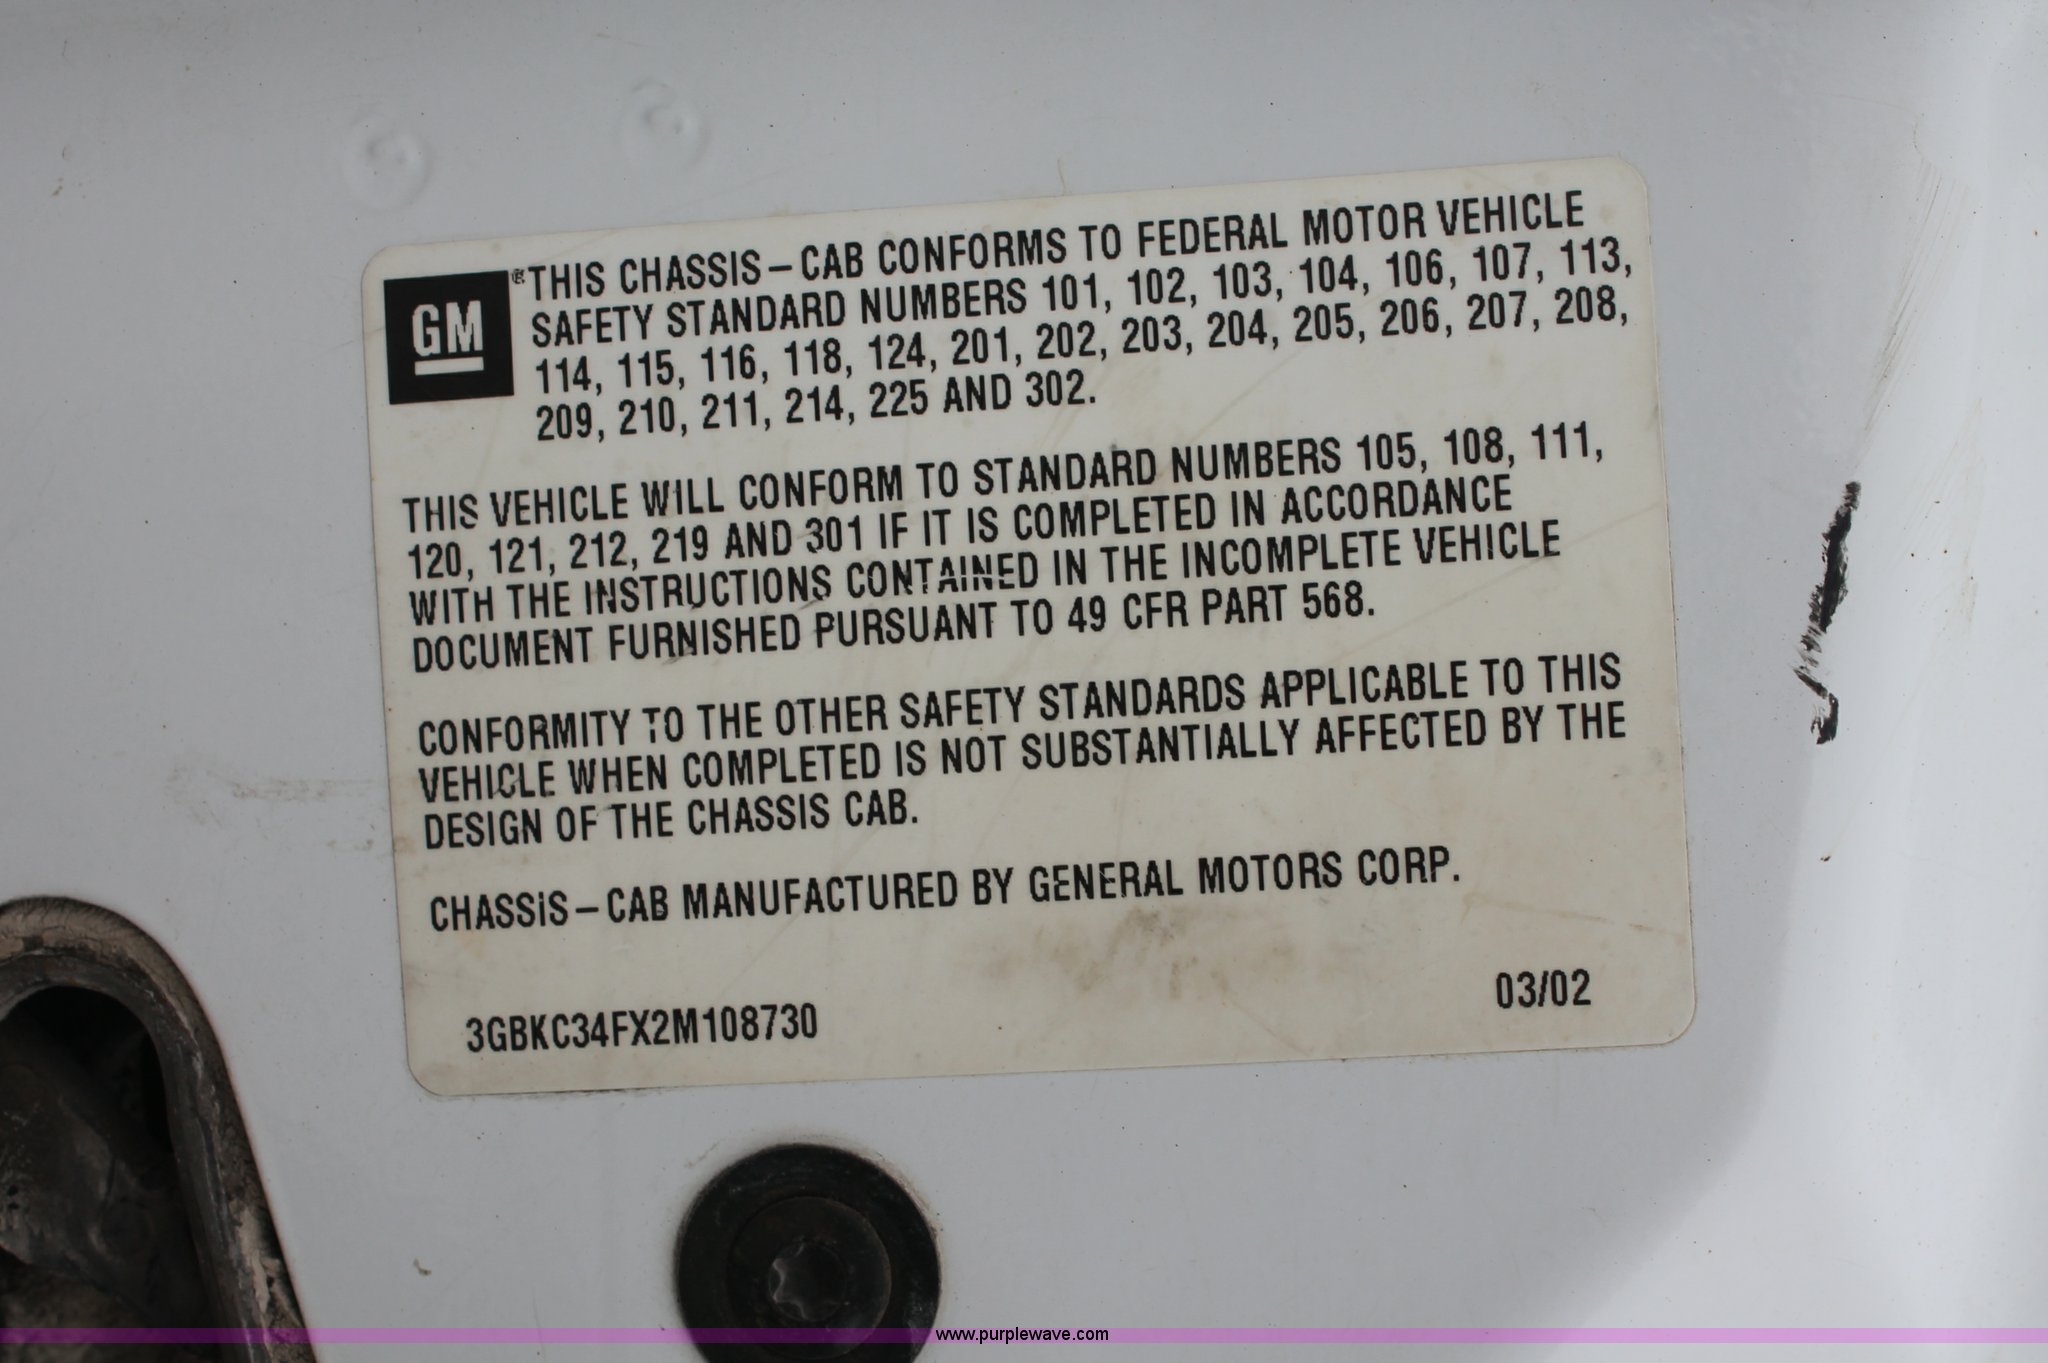 GM
® THIS CHASSIS-CAB CONFORMS TO FEDERAL MOTOR VEHICLE
SAFETY STANDARD NUMBERS 101, 102, 103, 104, 106, 107, 113,
114, 115, 116, 118, 124, 201, 202, 203, 204, 205, 206, 207, 208,
209, 210, 211, 214, 225 AND 302.
THIS VEHICLE WILL CONFORM TO STANDARD NUMBERS 105, 108, 111,
120, 121, 212, 219 AND 301 IF IT IS COMPLETED IN ACCORDANCE
WITH THE INSTRUCTIONS CONTAINED IN THE INCOMPLETE VEHICLE
DOCUMENT FURNISHED PURSUANT TO 49 CFR PART 568.
CONFORMITY TO THE OTHER SAFETY STANDARDS APPLICABLE TO THIS
VEHICLE WHEN COMPLETED IS NOT SUBSTANTIALLY AFFECTED BY THE
DESIGN OF THE CHASSIS CAB.
CHASSIS-CAB MANUFACTURED BY GENERAL MOTORS CORP.
03/02
3GBKC34FX2M108730
www.purplewave.com